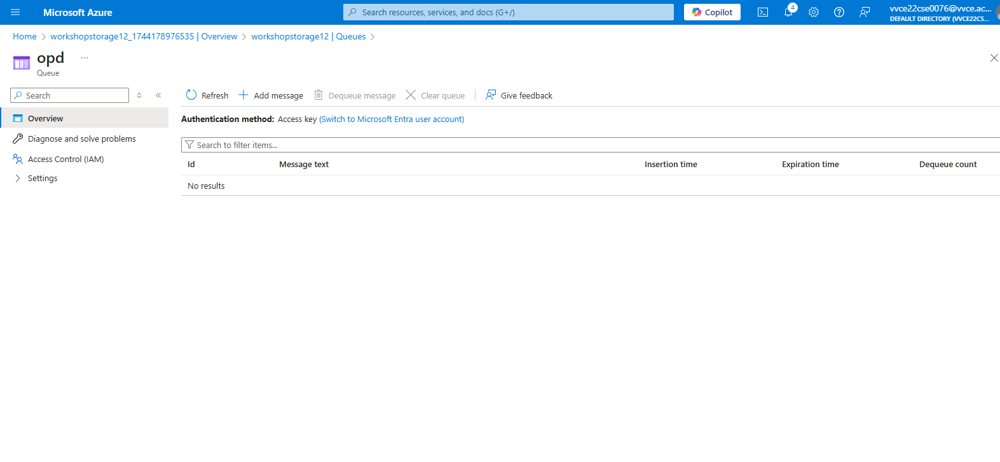 Microsoft Azure
Search resources, services, and docs (G+/)
Copilot
4
vvce22cse0076@vvce.ac...
DEFAULT DIRECTORY (VVCE22CS...
Home > workshopstorage12_1744178976535 | Overview > workshopstorage12 | Queues >
opd ...
Queue
Search
Refresh
Add message
Dequeue message
Clear queue
Give feedback
Overview
Diagnose and solve problems
Access Control (IAM)
Settings
Authentication method: Access key (Switch to Microsoft Entra user account)
Search to filter items...
Id Message text Insertion time Expiration time Dequeue count
No results